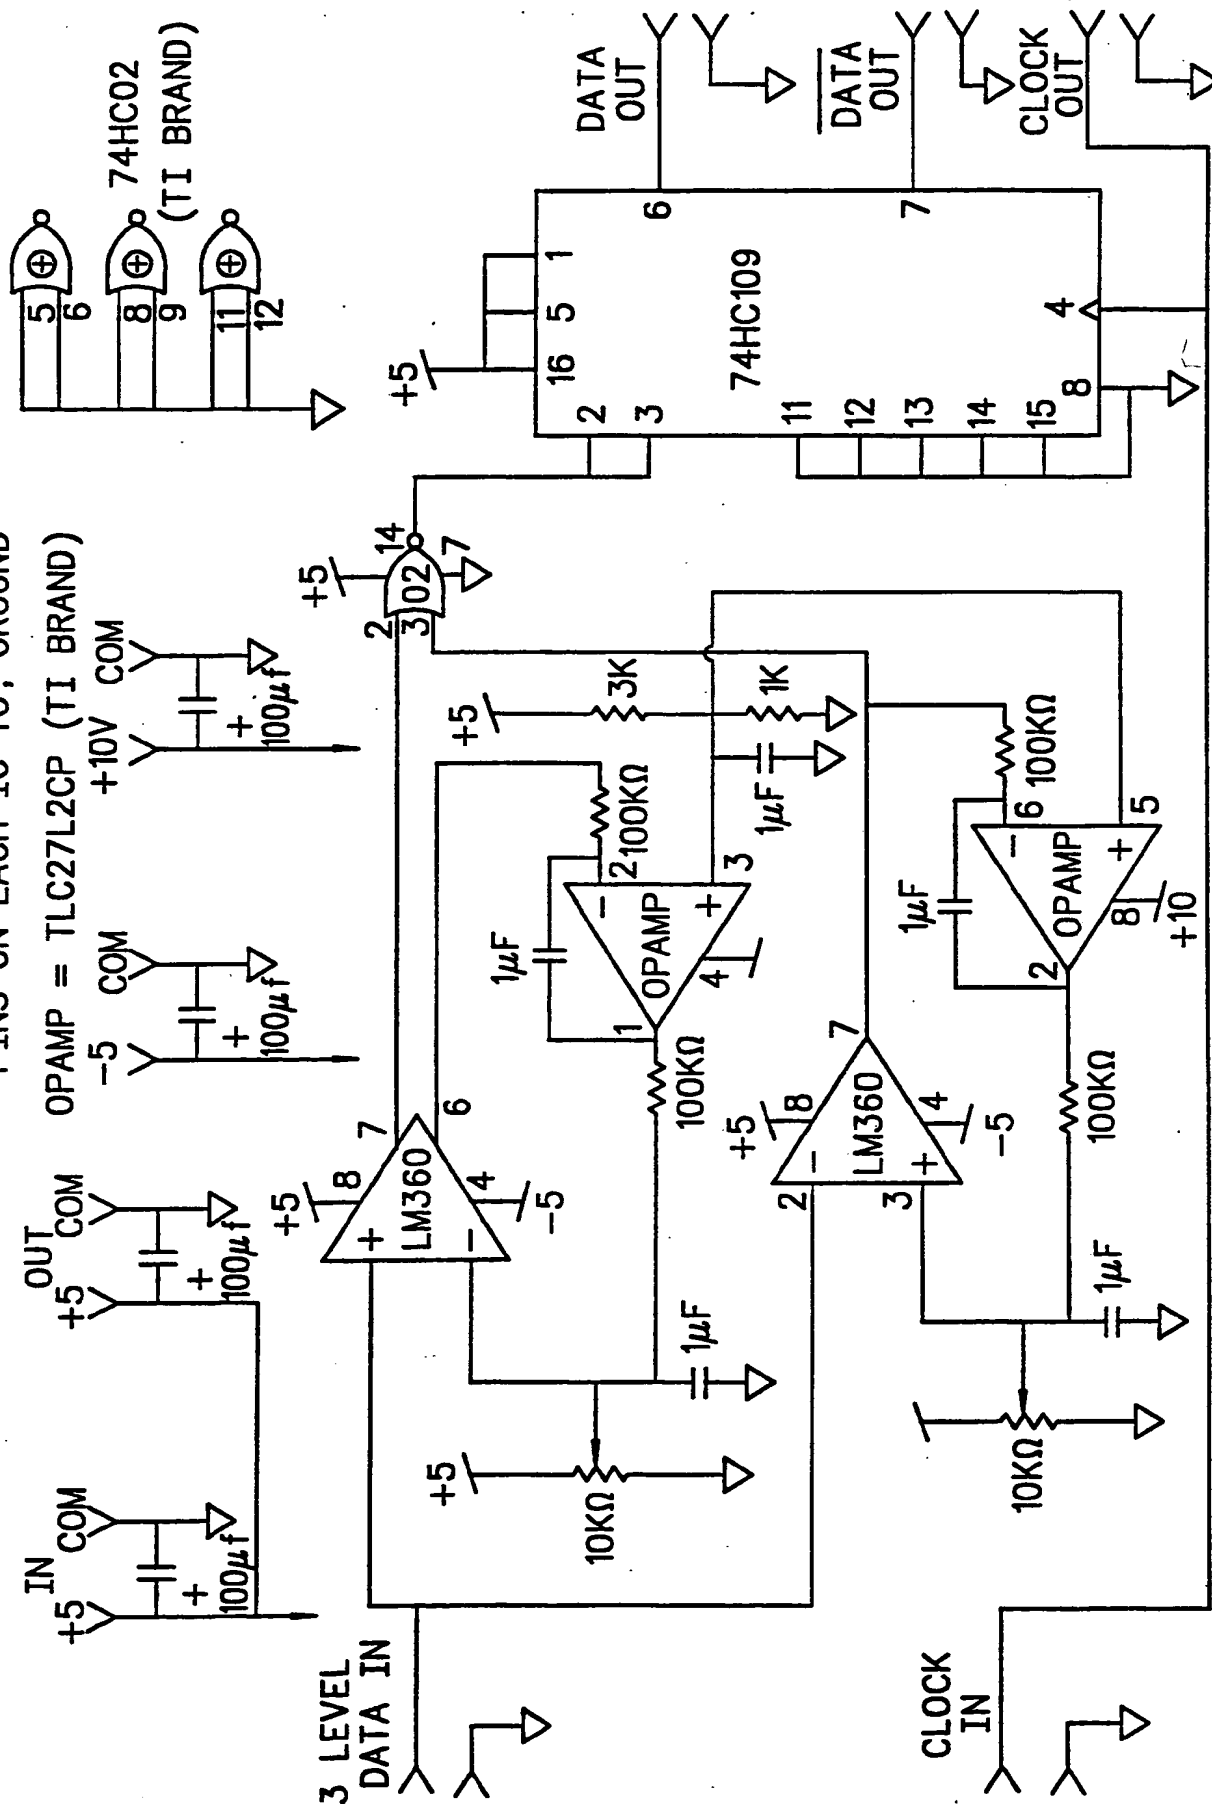 PINS ON EACH IC TO, GROUND
OPAMP = TLC27L2CP (TI BRAND)
IN
+5
COM
+
100µf
OUT
+5
COM
+
100µf
-5
COM
+
100µf
+10V
COM
+
100µf
5
6
8
9
11
12
74HC02
(TI BRAND)
3 LEVEL
DATA IN
+5
+
-
LM360
8
7
6
4
-5
+5
10KΩ
1µF
100KΩ
1µF
1
2
-
OPAMP
+
3
4
100KΩ
+5
3K
1K
1µF
+5
2
3
02
14
7
+5
16
5
1
2
3
11
12
13
14
15
8
4
6
7
74HC109
DATA
OUT
DATA
OUT
CLOCK
OUT
+5
2
3
-
+
LM360
8
7
4
-5
10KΩ
1µF
100KΩ
1µF
2
6
-
OPAMP
+
5
8
+10
100KΩ
CLOCK
IN